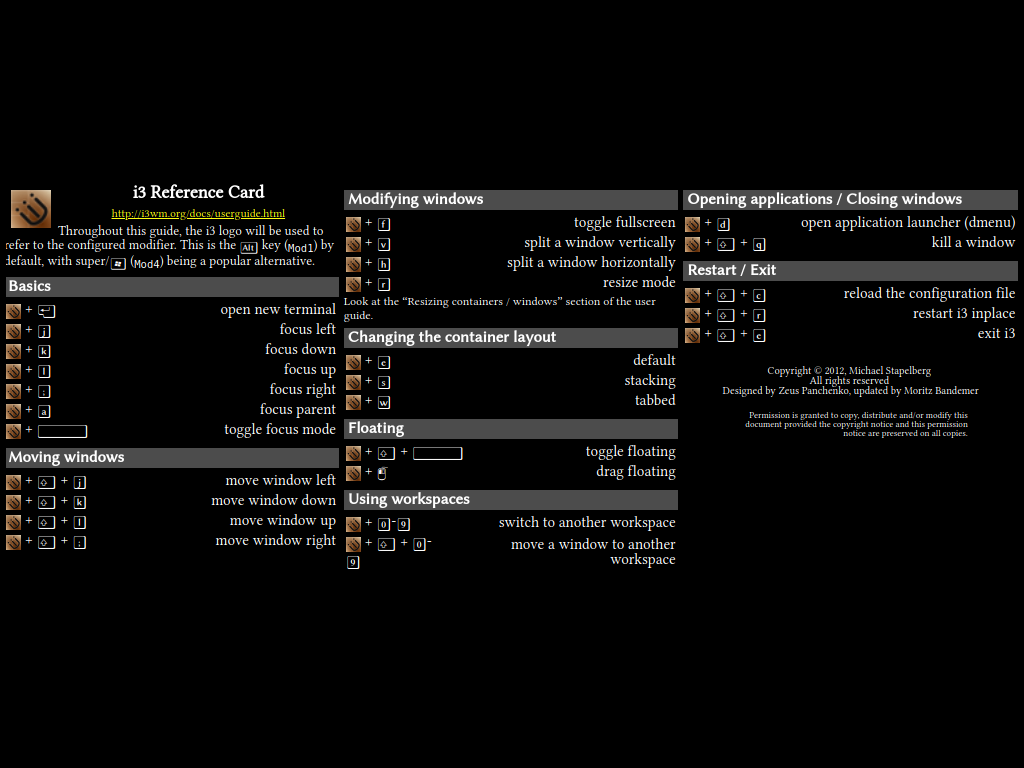 i3 Reference Card
http://i3wm.org/docs/userguide.html
Throughout this guide, the i3 logo will be used to
refer to the configured modifier. This is the Alt key (Mod1) by
default, with super/ (Mod4) being a popular alternative.
Basics
+ open new terminal
+ j focus left
+ k focus down
+ l focus up
+ ; focus right
+ a focus parent
+ toggle focus mode
Moving windows
+ + j move window left
+ + k move window down
+ + l move window up
+ + ; move window right
Modifying windows
+ f toggle fullscreen
+ v split a window vertically
+ h split a window horizontally
+ r resize mode
Look at the “Resizing containers / windows” section of the user
guide.
Changing the container layout
+ e default
+ s stacking
+ w tabbed
Floating
+ + toggle floating
+ drag floating
Using workspaces
+ 0-9 switch to another workspace
+ + 0- move a window to another
9 workspace
Opening applications / Closing windows
+ d open application launcher (dmenu)
+ + q kill a window
Restart / Exit
+ + c reload the configuration file
+ + r restart i3 inplace
+ + e exit i3
Copyright © 2012, Michael Stapelberg
All rights reserved
Designed by Zeus Panchenko, updated by Moritz Bandemer
Permission is granted to copy, distribute and/or modify this
document provided the copyright notice and this permission
notice are preserved on all copies.